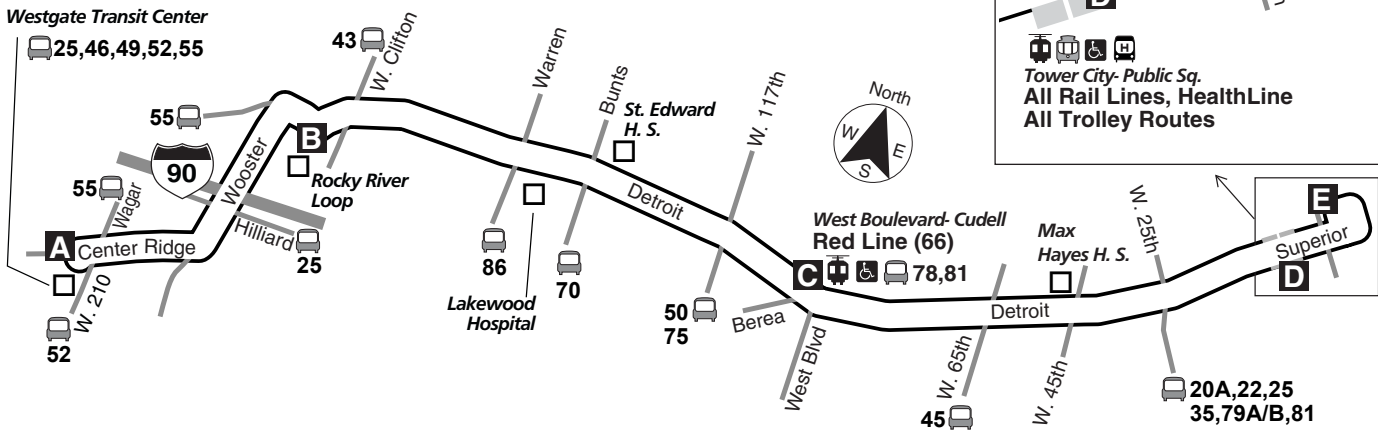 Westgate Transit Center
25,46,49,52,55
43
W. Clifton
55
90
Wooster
B
Rocky River
Loop
55
Wagar
A
Center Ridge
Hilliard
25
W. 210
52
Warren
Bunts
St. Edward
H. S.
86
70
Lakewood
Hospital
Detroit
W. 117th
50
75
Berea
North
W
E
S
West Boulevard- Cudell
Red Line (66)
C
78,81
West Blvd
Max
Hayes H. S.
Detroit
W. 65th
45
W. 45th
W. 25th
20A,22,25
35,79A/B,81
E
Superior
D
H
Tower City- Public Sq.
All Rail Lines, HealthLine
All Trolley Routes